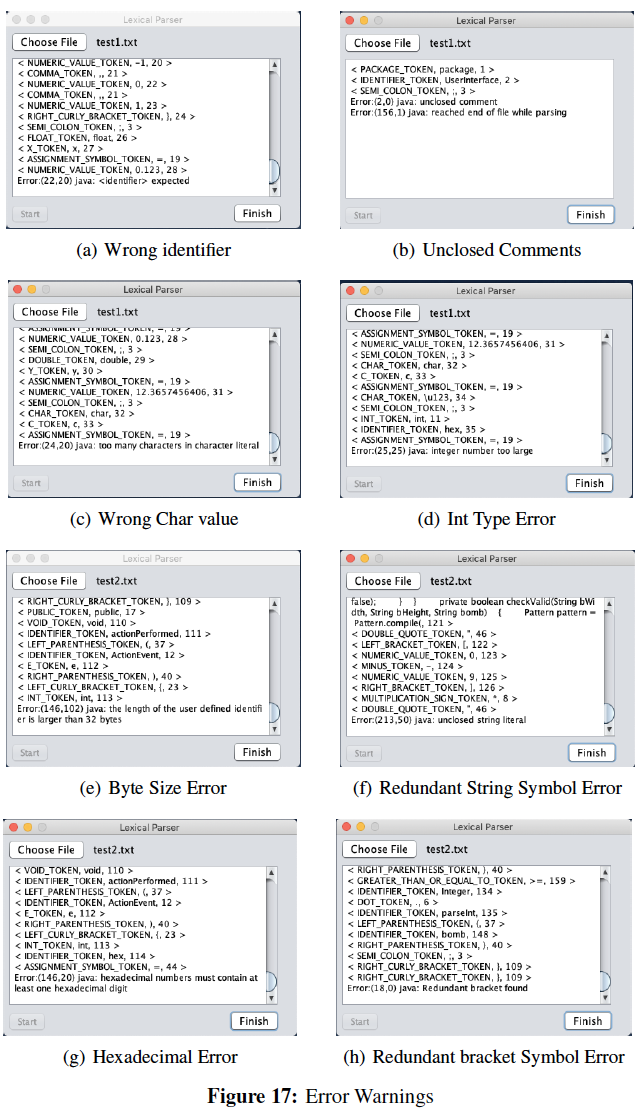 Lexical Parser
Choose File test1.txt
< NUMERIC_VALUE_TOKEN, -1, 20 >
< COMMA_TOKEN, ,, 21 >
< NUMERIC_VALUE_TOKEN, 0, 22 >
< COMMA_TOKEN, ,, 21 >
< NUMERIC_VALUE_TOKEN, 1, 23 >
< RIGHT_CURLY_BRACKET_TOKEN, }, 24 >
< SEMI_COLON_TOKEN, ;, 3 >
< FLOAT_TOKEN, float, 26 >
< X_TOKEN, x, 27 >
< ASSIGNMENT_SYMBOL_TOKEN, =, 19 >
< NUMERIC_VALUE_TOKEN, 0.123, 28 >
Error:(22,20) java: <identifier> expected
Start Finish
(a) Wrong identifier
Lexical Parser
Choose File test1.txt
< PACKAGE_TOKEN, package, 1 >
< IDENTIFIER_TOKEN, UserInterface, 2 >
< SEMI_COLON_TOKEN, ;, 3 >
Error:(2,0) java: unclosed comment
Error:(156,1) java: reached end of file while parsing
Start Finish
(b) Unclosed Comments
Lexical Parser
Choose File test1.txt
< ASSIGNMENT_SYMBOL_TOKEN, =, 19 >
< NUMERIC_VALUE_TOKEN, 0.123, 28 >
< SEMI_COLON_TOKEN, ;, 3 >
< DOUBLE_TOKEN, double, 29 >
< Y_TOKEN, y, 30 >
< ASSIGNMENT_SYMBOL_TOKEN, =, 19 >
< NUMERIC_VALUE_TOKEN, 12.3657456406, 31 >
< SEMI_COLON_TOKEN, ;, 3 >
< CHAR_TOKEN, char, 32 >
< C_TOKEN, c, 33 >
< ASSIGNMENT_SYMBOL_TOKEN, =, 19 >
Error:(24,20) java: too many characters in character literal
Start Finish
(c) Wrong Char value
Lexical Parser
Choose File test1.txt
< ASSIGNMENT_SYMBOL_TOKEN, =, 19 >
< NUMERIC_VALUE_TOKEN, 12.3657456406, 31 >
< SEMI_COLON_TOKEN, ;, 3 >
< CHAR_TOKEN, char, 32 >
< C_TOKEN, c, 33 >
< ASSIGNMENT_SYMBOL_TOKEN, =, 19 >
< CHAR_TOKEN, \u123, 34 >
< SEMI_COLON_TOKEN, ;, 3 >
< INT_TOKEN, int, 11 >
< IDENTIFIER_TOKEN, hex, 35 >
< ASSIGNMENT_SYMBOL_TOKEN, =, 19 >
Error:(25,25) java: integer number too large
Start Finish
(d) Int Type Error
Lexical Parser
Choose File test2.txt
< RIGHT_CURLY_BRACKET_TOKEN, }, 109 >
< PUBLIC_TOKEN, public, 17 >
< VOID_TOKEN, void, 110 >
< IDENTIFIER_TOKEN, actionPerformed, 111 >
< LEFT_PARENTHESIS_TOKEN, (, 37 >
< IDENTIFIER_TOKEN, ActionEvent, 12 >
< E_TOKEN, e, 112 >
< RIGHT_PARENTHESIS_TOKEN, ), 40 >
< LEFT_CURLY_BRACKET_TOKEN, {, 23 >
< INT_TOKEN, int, 113 >
Error:(146,102) java: the length of the user defined identifi
er is larger than 32 bytes
Start Finish
(e) Byte Size Error
Lexical Parser
Choose File test2.txt
false); } } private boolean checkValid(String bWi
dth, String bHeight, String bomb) { Pattern pattern =
Pattern.compile(, 121 >
< DOUBLE_QUOTE_TOKEN, ", 46 >
< LEFT_BRACKET_TOKEN, [, 122 >
< NUMERIC_VALUE_TOKEN, 0, 123 >
< MINUS_TOKEN, -, 124 >
< NUMERIC_VALUE_TOKEN, 9, 125 >
< RIGHT_BRACKET_TOKEN, ], 126 >
< MULTIPLICATION_SIGN_TOKEN, *, 8 >
< DOUBLE_QUOTE_TOKEN, ", 46 >
Error:(213,50) java: unclosed string literal
Start Finish
(f) Redundant String Symbol Error
Lexical Parser
Choose File test2.txt
< VOID_TOKEN, void, 110 >
< IDENTIFIER_TOKEN, actionPerformed, 111 >
< LEFT_PARENTHESIS_TOKEN, (, 37 >
< IDENTIFIER_TOKEN, ActionEvent, 12 >
< E_TOKEN, e, 112 >
< RIGHT_PARENTHESIS_TOKEN, ), 40 >
< LEFT_CURLY_BRACKET_TOKEN, {, 23 >
< INT_TOKEN, int, 113 >
< IDENTIFIER_TOKEN, hex, 114 >
< ASSIGNMENT_SYMBOL_TOKEN, =, 44 >
Error:(146,20) java: hexadecimal numbers must contain at
least one hexadecimal digit
Start Finish
(g) Hexadecimal Error
Lexical Parser
Choose File test2.txt
< RIGHT_PARENTHESIS_TOKEN, ), 40 >
< GREATER_THAN_OR_EQUAL_TO_TOKEN, >=, 159 >
< IDENTIFIER_TOKEN, Integer, 134 >
< DOT_TOKEN, ., 6 >
< IDENTIFIER_TOKEN, parseInt, 135 >
< LEFT_PARENTHESIS_TOKEN, (, 37 >
< IDENTIFIER_TOKEN, bomb, 148 >
< RIGHT_PARENTHESIS_TOKEN, ), 40 >
< SEMI_COLON_TOKEN, ;, 3 >
< RIGHT_CURLY_BRACKET_TOKEN, }, 109 >
< RIGHT_CURLY_BRACKET_TOKEN, }, 109 >
Error:(18,0) java: Redundant bracket found
Start Finish
(h) Redundant bracket Symbol Error
Figure 17: Error Warnings